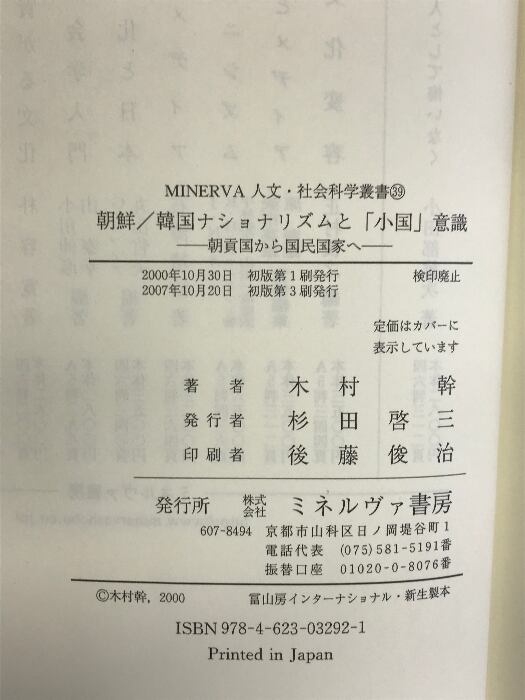 MINERVA 人文・社会科学叢書㊴
朝鮮／韓国ナショナリズムと「小国」意識
――朝貢国から国民国家へ――
2000年10月30日　初版第1刷発行　検印廃止
2007年10月20日　初版第3刷発行
定価はカバーに
表示しています
著者　木村　幹
発行者　杉田啓三
印刷者　後藤俊治
発行所　株式会社　ミネルヴァ書房
607-8494　京都市山科区日ノ岡堤谷町1
電話代表　(075)581-5191番
振替口座　01020-0-8076番
©木村幹, 2000　冨山房インターナショナル・新生製本
ISBN 978-4-623-03292-1
Printed in Japan